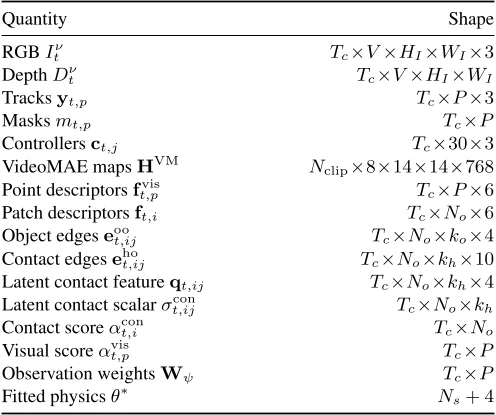 Quantity Shape
RGB I_t^ν T_c×V×H_I×W_I×3
Depth D_t^ν T_c×V×H_I×W_I
Tracks y_{t,p} T_c×P×3
Masks m_{t,p} T_c×P
Controllers c_{t,j} T_c×30×3
VideoMAE maps H^VM N_clip×8×14×14×768
Point descriptors f_{t,p}^vis T_c×P×6
Patch descriptors f_{t,i} T_c×N_o×6
Object edges e_{t,ij}^oo T_c×N_o×k_o×4
Contact edges e_{t,ij}^ho T_c×N_o×k_h×10
Latent contact feature q_{t,ij} T_c×N_o×k_h×4
Latent contact scalar σ_{t,ij}^con T_c×N_o×k_h
Contact score α_{t,i}^con T_c×N_o
Visual score α_{t,p}^vis T_c×P
Observation weights W_ψ T_c×P
Fitted physics θ* N_s + 4